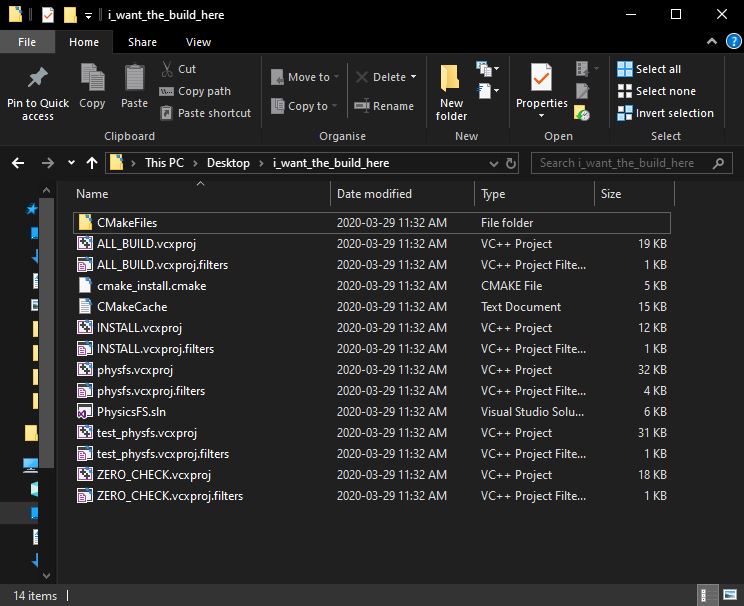 i_want_the_build_here
File Home Share View
Pin to Quick access
Copy
Paste
Cut
Copy path
Paste shortcut
Clipboard
Move to
Copy to
Delete
Rename
Organise
New folder
New
Properties
Open
Select all
Select none
Invert selection
Select
This PC Desktop i_want_the_build_here Search i_want_the_build_here
Name Date modified Type Size
CMakeFiles 2020-03-29 11:32 AM File folder
ALL_BUILD.vcxproj 2020-03-29 11:32 AM VC++ Project 19 KB
ALL_BUILD.vcxproj.filters 2020-03-29 11:32 AM VC++ Project Filte... 1 KB
cmake_install.cmake 2020-03-29 11:32 AM CMAKE File 5 KB
CMakeCache 2020-03-29 11:32 AM Text Document 15 KB
INSTALL.vcxproj 2020-03-29 11:32 AM VC++ Project 12 KB
INSTALL.vcxproj.filters 2020-03-29 11:32 AM VC++ Project Filte... 1 KB
physfs.vcxproj 2020-03-29 11:32 AM VC++ Project 32 KB
physfs.vcxproj.filters 2020-03-29 11:32 AM VC++ Project Filte... 4 KB
PhysicsFS.sln 2020-03-29 11:32 AM Visual Studio Solu... 6 KB
test_physfs.vcxproj 2020-03-29 11:32 AM VC++ Project 31 KB
test_physfs.vcxproj.filters 2020-03-29 11:32 AM VC++ Project Filte... 1 KB
ZERO_CHECK.vcxproj 2020-03-29 11:32 AM VC++ Project 18 KB
ZERO_CHECK.vcxproj.filters 2020-03-29 11:32 AM VC++ Project Filte... 1 KB
14 items